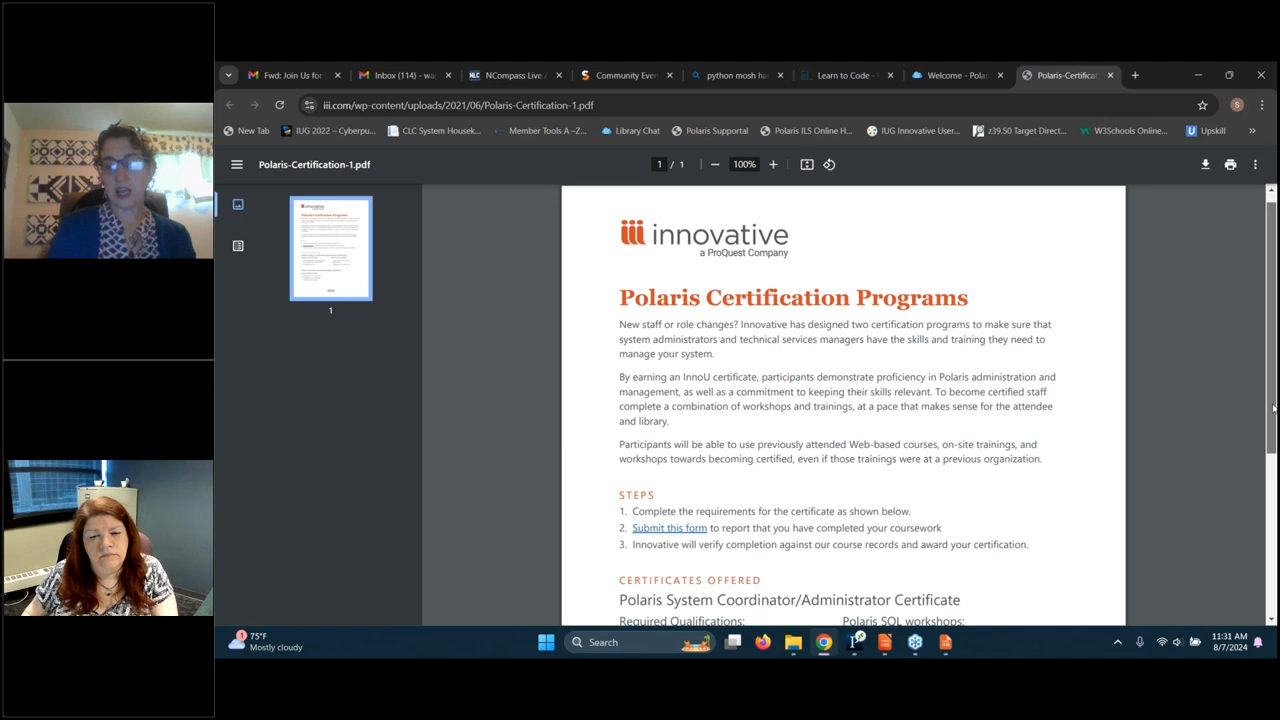 Fwd: Join Us for
Inbox (114) - wa
NCompass Live
Community Even
python mosh ha
Learn to Code -
Welcome - Polari
Polaris-Certificat
iii.com/wp-content/uploads/2021/06/Polaris-Certification-1.pdf
S
New Tab
IUG 2022 – Cyberpu...
CLC System Housek...
Member Tools A –Z...
Library Chat
Polaris Supportal
Polaris ILS Online H...
IUG Innovative User...
z39.50 Target Direct...
W3Schools Online...
Upskill
Polaris-Certification-1.pdf
1 / 1
100%
1
iii innovative
a ProQuest Company
Polaris Certification Programs
New staff or role changes? Innovative has designed two certification programs to make sure that
system administrators and technical services managers have the skills and training they need to
manage your system.
By earning an InnoU certificate, participants demonstrate proficiency in Polaris administration and
management, as well as a commitment to keeping their skills relevant. To become certified staff
complete a combination of workshops and trainings, at a pace that makes sense for the attendee
and library.
Participants will be able to use previously attended Web-based courses, on-site trainings, and
workshops towards becoming certified, even if those trainings were at a previous organization.
STEPS
1. Complete the requirements for the certificate as shown below.
2. Submit this form to report that you have completed your coursework
3. Innovative will verify completion against our course records and award your certification.
CERTIFICATES OFFERED
Polaris System Coordinator/Administrator Certificate
Required Qualifications:
Polaris SQL workshops:
1
75°F
Mostly cloudy
Search
11:31 AM
8/7/2024